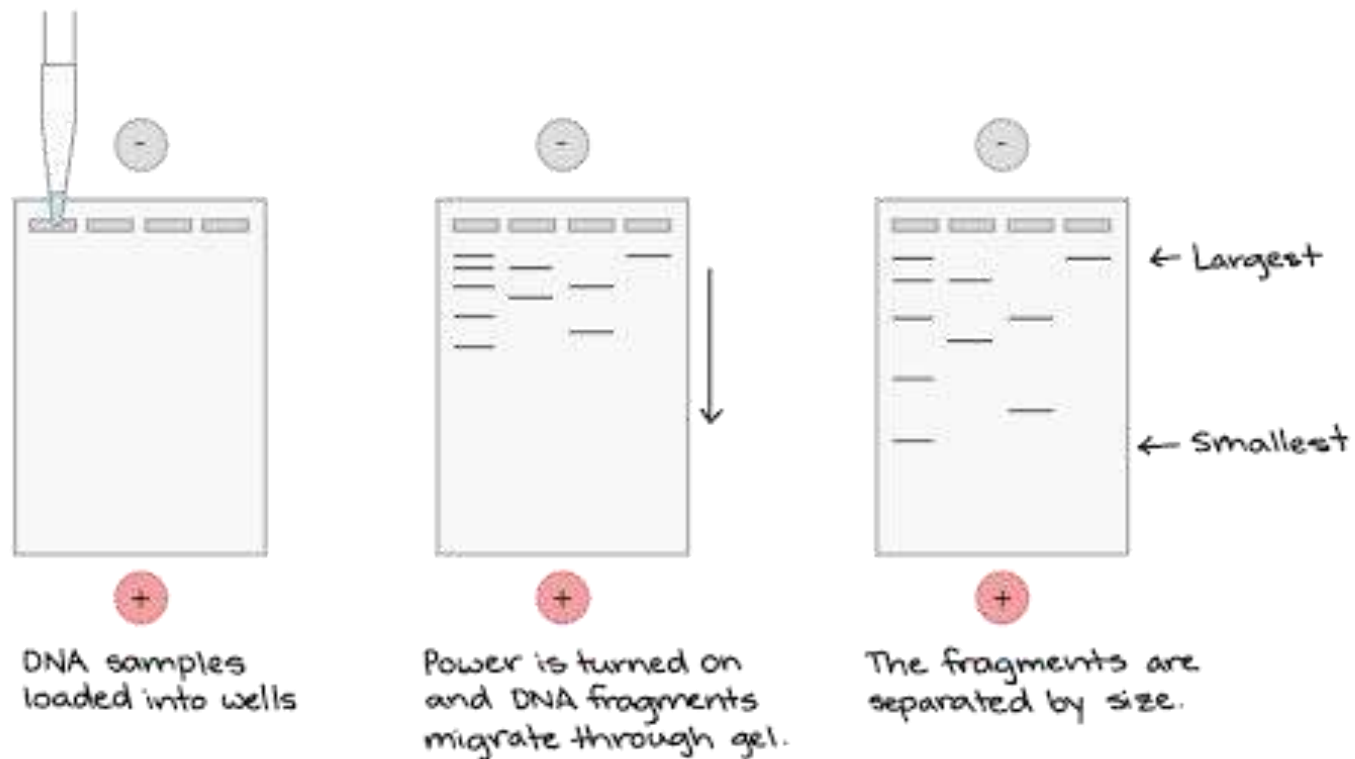 -
-
-
← Largest
← Smallest
+
+
+
DNA samples
loaded into wells
Power is turned on
and DNA fragments
migrate through gel.
The fragments are
separated by size.